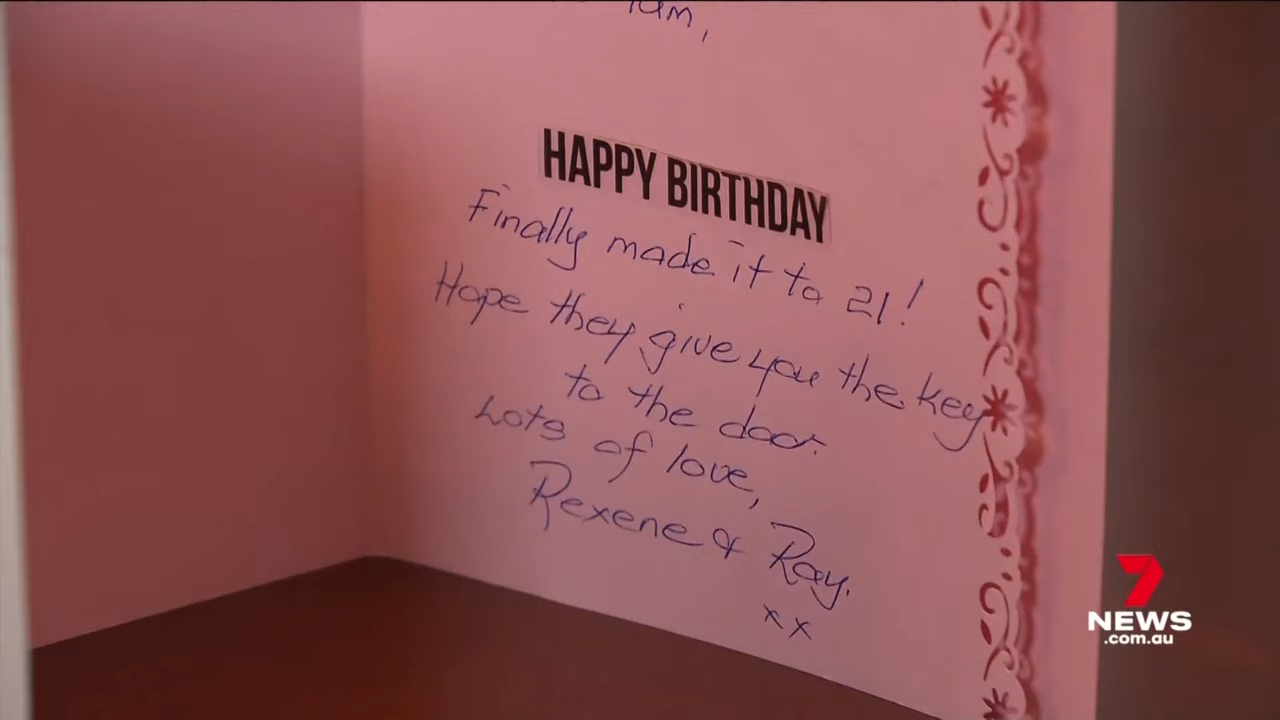 HAPPY BIRTHDAY
Finally made it to 21!
Hope they give you the key
to the door.
Lots of love,
Rexene & Ray.
xx
7
NEWS
.com.au